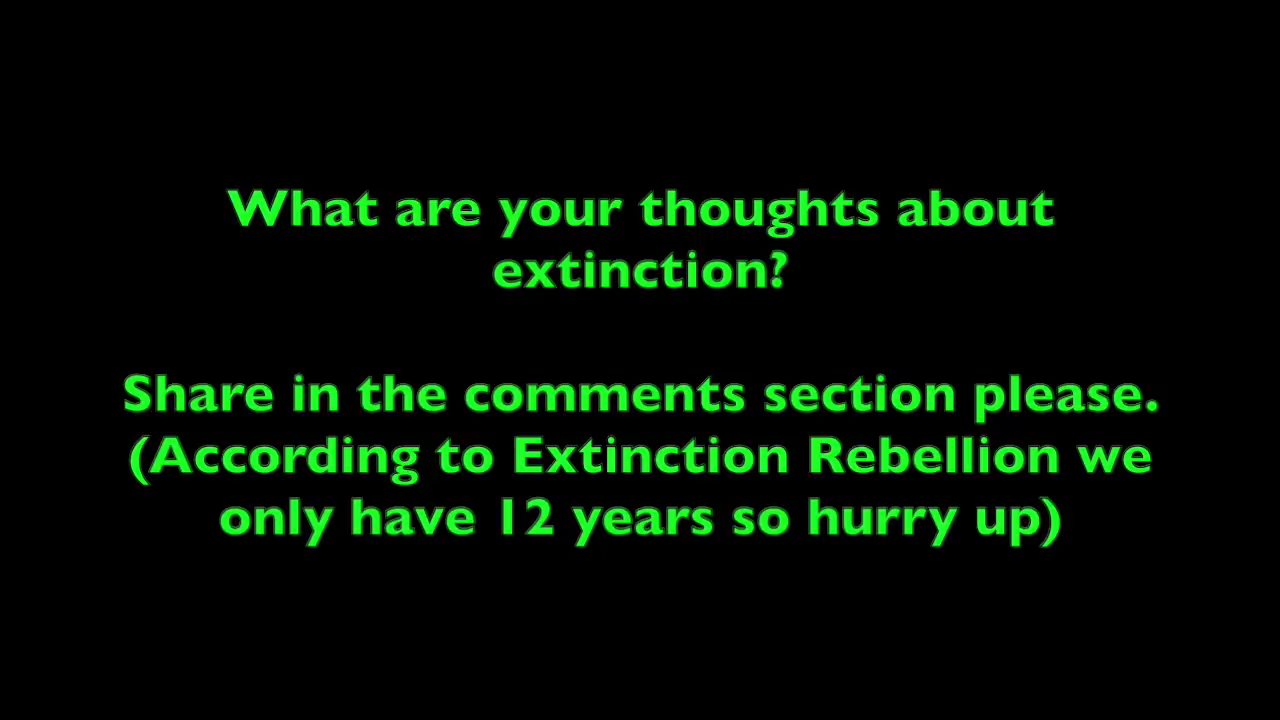 What are your thoughts about
extinction?
Share in the comments section please.
(According to Extinction Rebellion we
only have 12 years so hurry up)